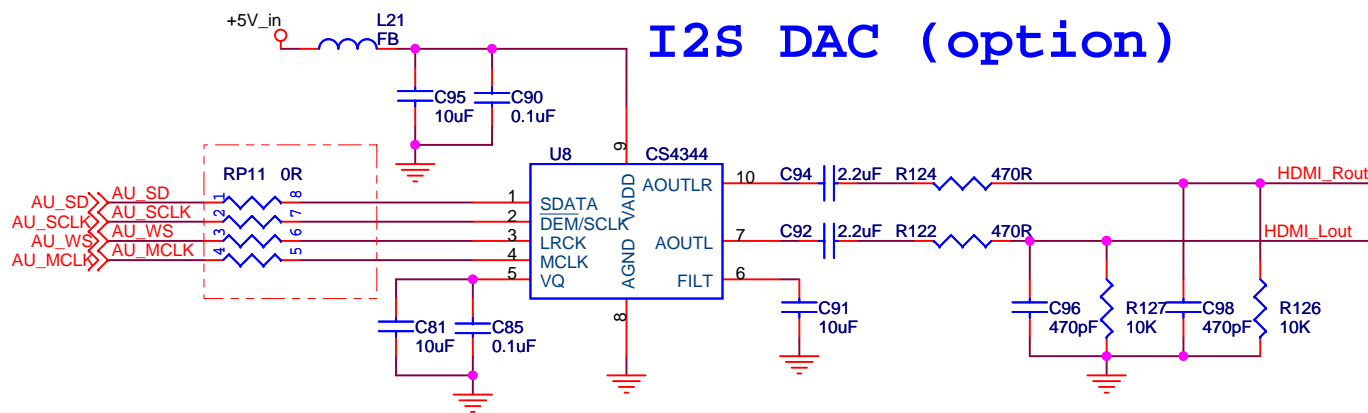 +5V_in
L21
FB
I2S DAC (option)
C95
10uF
C90
0.1uF
RP11 0R
U8
CS4344
9
VADD
AU_SD
AU_SD
1
8
1
SDATA
AU_SCLK
AU_SCLK
2
7
2
DEM/SCLK
AU_WS
AU_WS
3
6
3
LRCK
AU_MCLK
AU_MCLK
4
5
4
MCLK
5
VQ
AGND
8
AOUTLR
10
C94
2.2uF
R124
470R
HDMI_Rout
AOUTL
7
C92
2.2uF
R122
470R
HDMI_Lout
FILT
6
C81
10uF
C85
0.1uF
C91
10uF
C96
470pF
R127
10K
C98
470pF
R126
10K